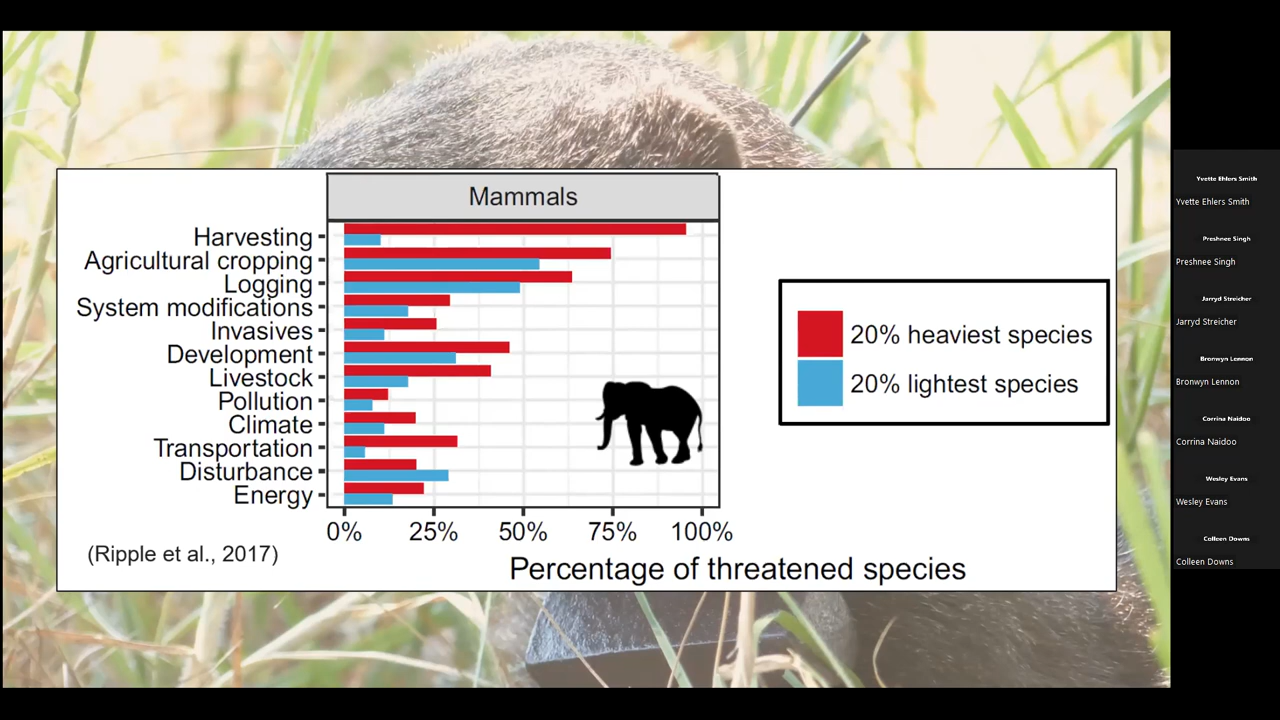 Mammals
Harvesting
Agricultural cropping
Logging
System modifications
Invasives
Development
Livestock
Pollution
Climate
Transportation
Disturbance
Energy
0% 25% 50% 75% 100%
Percentage of threatened species
(Ripple et al., 2017)
20% heaviest species
20% lightest species
Yvette Ehlers Smith
Yvette Ehlers Smith
Preshnee Singh
Preshnee Singh
Jarryd Streicher
Jarryd Streicher
Bronwyn Lennon
Bronwyn Lennon
Corrina Naidoo
Corrina Naidoo
Wesley Evans
Wesley Evans
Colleen Downs
Colleen Downs